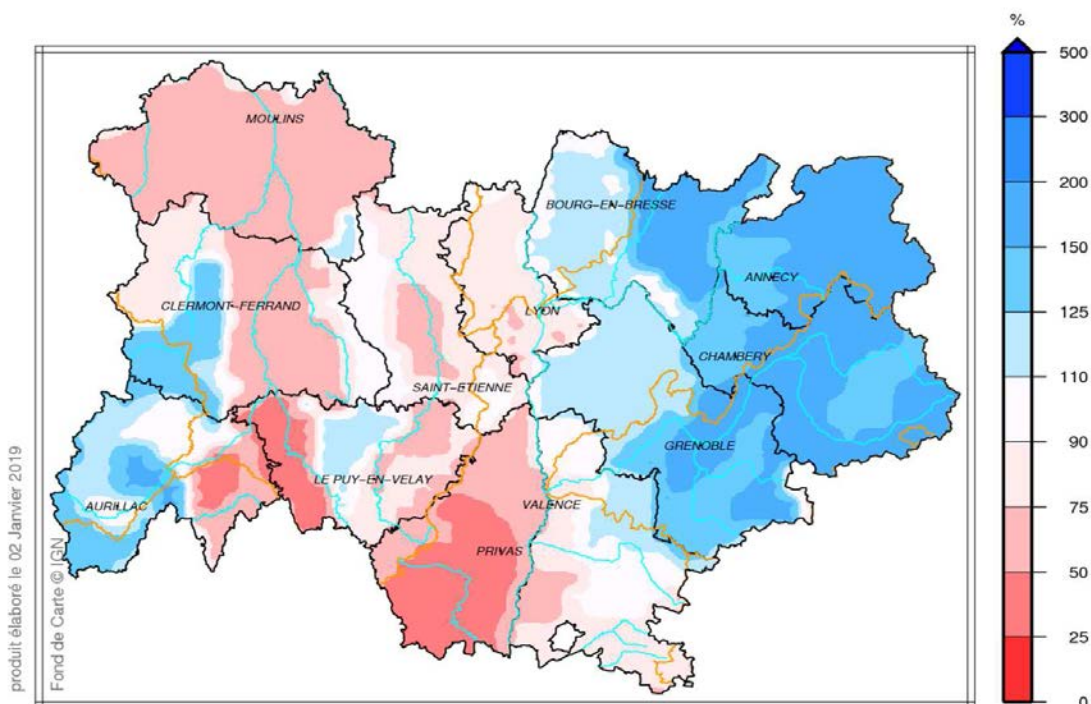 %
500
300
200
150
125
110
90
75
50
25
0
MOULINS
BOURG-EN-BRESSE
ANNECY
CLERMONT-FERRAND
LYON
CHAMBERY
SAINT-ETIENNE
GRENOBLE
LE PUY-EN-VELAY
AURILLAC
VALENCE
PRIVAS
produit élaboré le 02 Janvier 2019
Fond de Carte © IGN